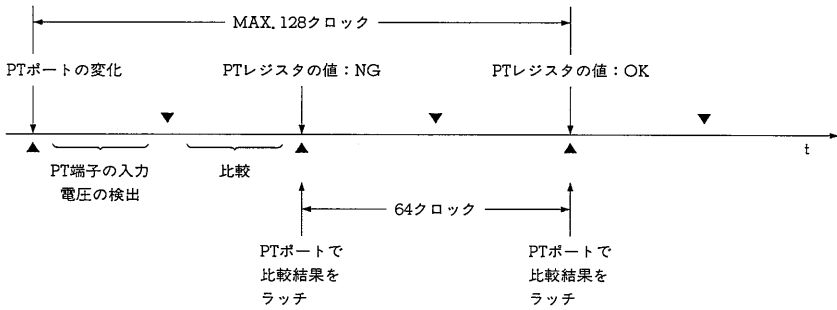 MAX. 128クロック
PTポートの変化
PTレジスタの値：NG
PTレジスタの値：OK
t
PT端子の入力
電圧の検出
比較
64クロック
PTポートで
比較結果を
ラッチ
PTポートで
比較結果を
ラッチ